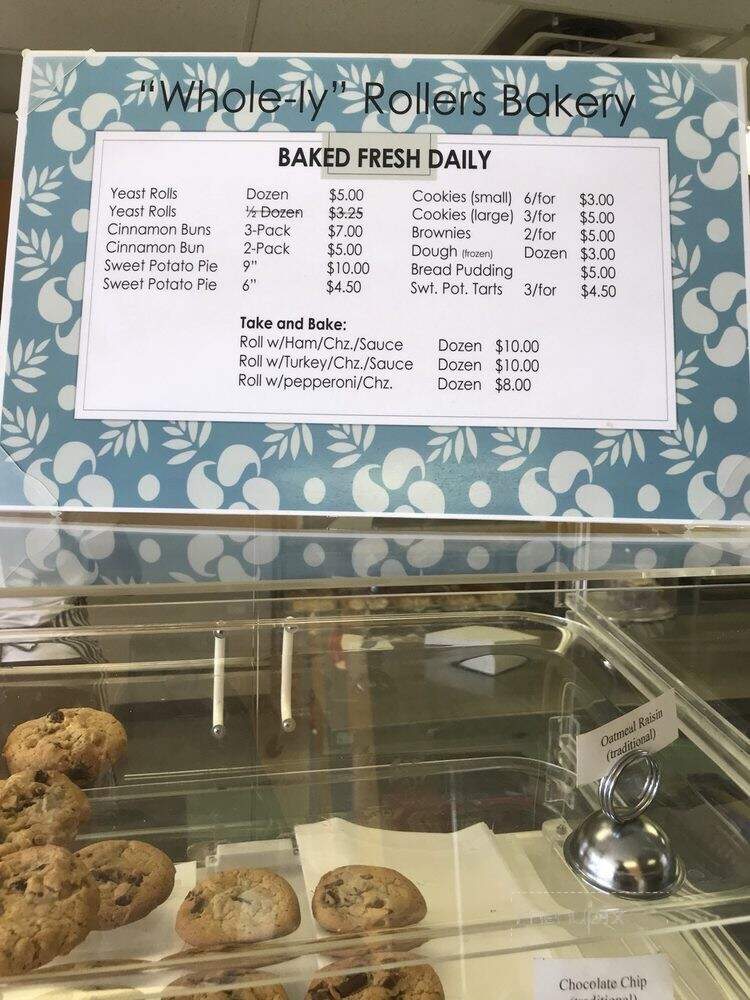 "Whole-ly" Rollers Bakery
BAKED FRESH DAILY
Yeast Rolls Dozen $5.00
Yeast Rolls ½ Dozen $3.25
Cinnamon Buns 3-Pack $7.00
Cinnamon Bun 2-Pack $5.00
Sweet Potato Pie 9" $10.00
Sweet Potato Pie 6" $4.50
Cookies (small) 6/for $3.00
Cookies (large) 3/for $5.00
Brownies 2/for $5.00
Dough (frozen) Dozen $3.00
Bread Pudding $5.00
Swt. Pot. Tarts 3/for $4.50
Take and Bake:
Roll w/Ham/Chz./Sauce Dozen $10.00
Roll w/Turkey/Chz./Sauce Dozen $10.00
Roll w/pepperoni/Chz. Dozen $8.00
Oatmeal Raisin
(traditional)
Chocolate Chip
(traditional)